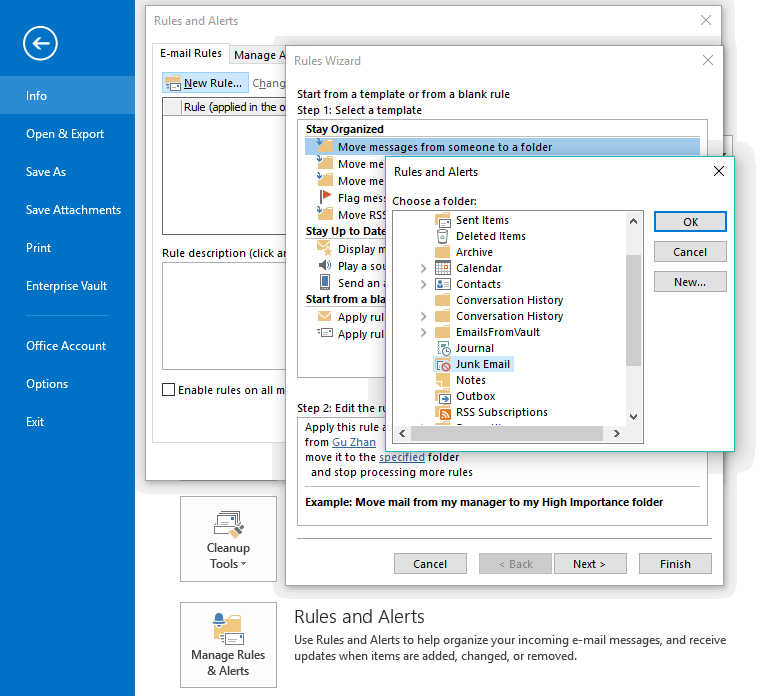 Info
Open & Export
Save As
Save Attachments
Print
Enterprise Vault
Office Account
Options
Exit
Rules and Alerts
E-mail Rules
Manage A
New Rule...
Chang
Rule (applied in the o
Rule description (click an
Enable rules on all m
Rules Wizard
Start from a template or from a blank rule
Step 1: Select a template
Stay Organized
Move messages from someone to a folder
Move me
Move me
Flag mess
Move RSS
Stay Up to Date
Display m
Play a sou
Send an a
Start from a bla
Apply rul
Apply rul
Step 2: Edit the ru
Apply this rule a
from Gu Zhan
move it to the specified folder
and stop processing more rules
Example: Move mail from my manager to my High Importance folder
Cancel
< Back
Next >
Finish
Rules and Alerts
Choose a folder:
Sent Items
Deleted Items
Archive
Calendar
Contacts
Conversation History
Conversation History
EmailsFromVault
Journal
Junk Email
Notes
Outbox
RSS Subscriptions
OK
Cancel
New...
Cleanup
Tools
Manage Rules
& Alerts
Rules and Alerts
Use Rules and Alerts to help organize your incoming e-mail messages, and receive
updates when items are added, changed, or removed.